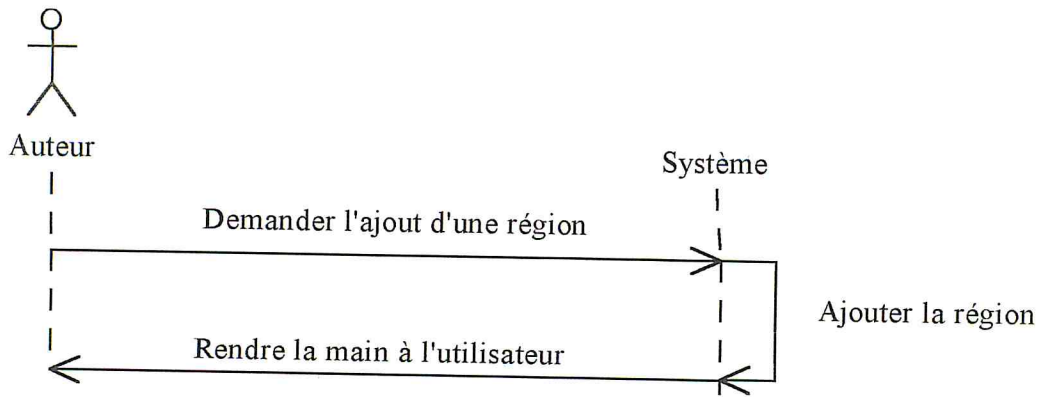 Auteur
Système
Demander l'ajout d'une région
Ajouter la région
Rendre la main à l'utilisateur